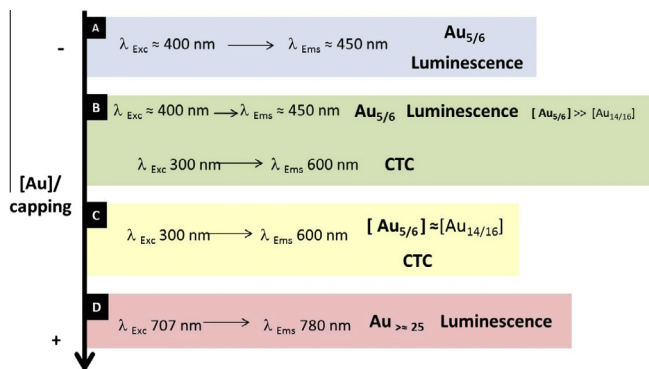 A
-
λ Exc ≈ 400 nm → λ Ems ≈ 450 nm Au5/6
Luminescence
B
λ Exc ≈ 400 nm → λ Ems ≈ 450 nm Au5/6 Luminescence [Au5/6] >> [Au14/16]
λ Exc 300 nm → λ Ems 600 nm CTC
[Au]/
capping
C
λ Exc 300 nm → λ Ems 600 nm [Au5/6] ≈ [Au14/16]
CTC
D
λ Exc 707 nm → λ Ems 780 nm Au >≈ 25 Luminescence
+